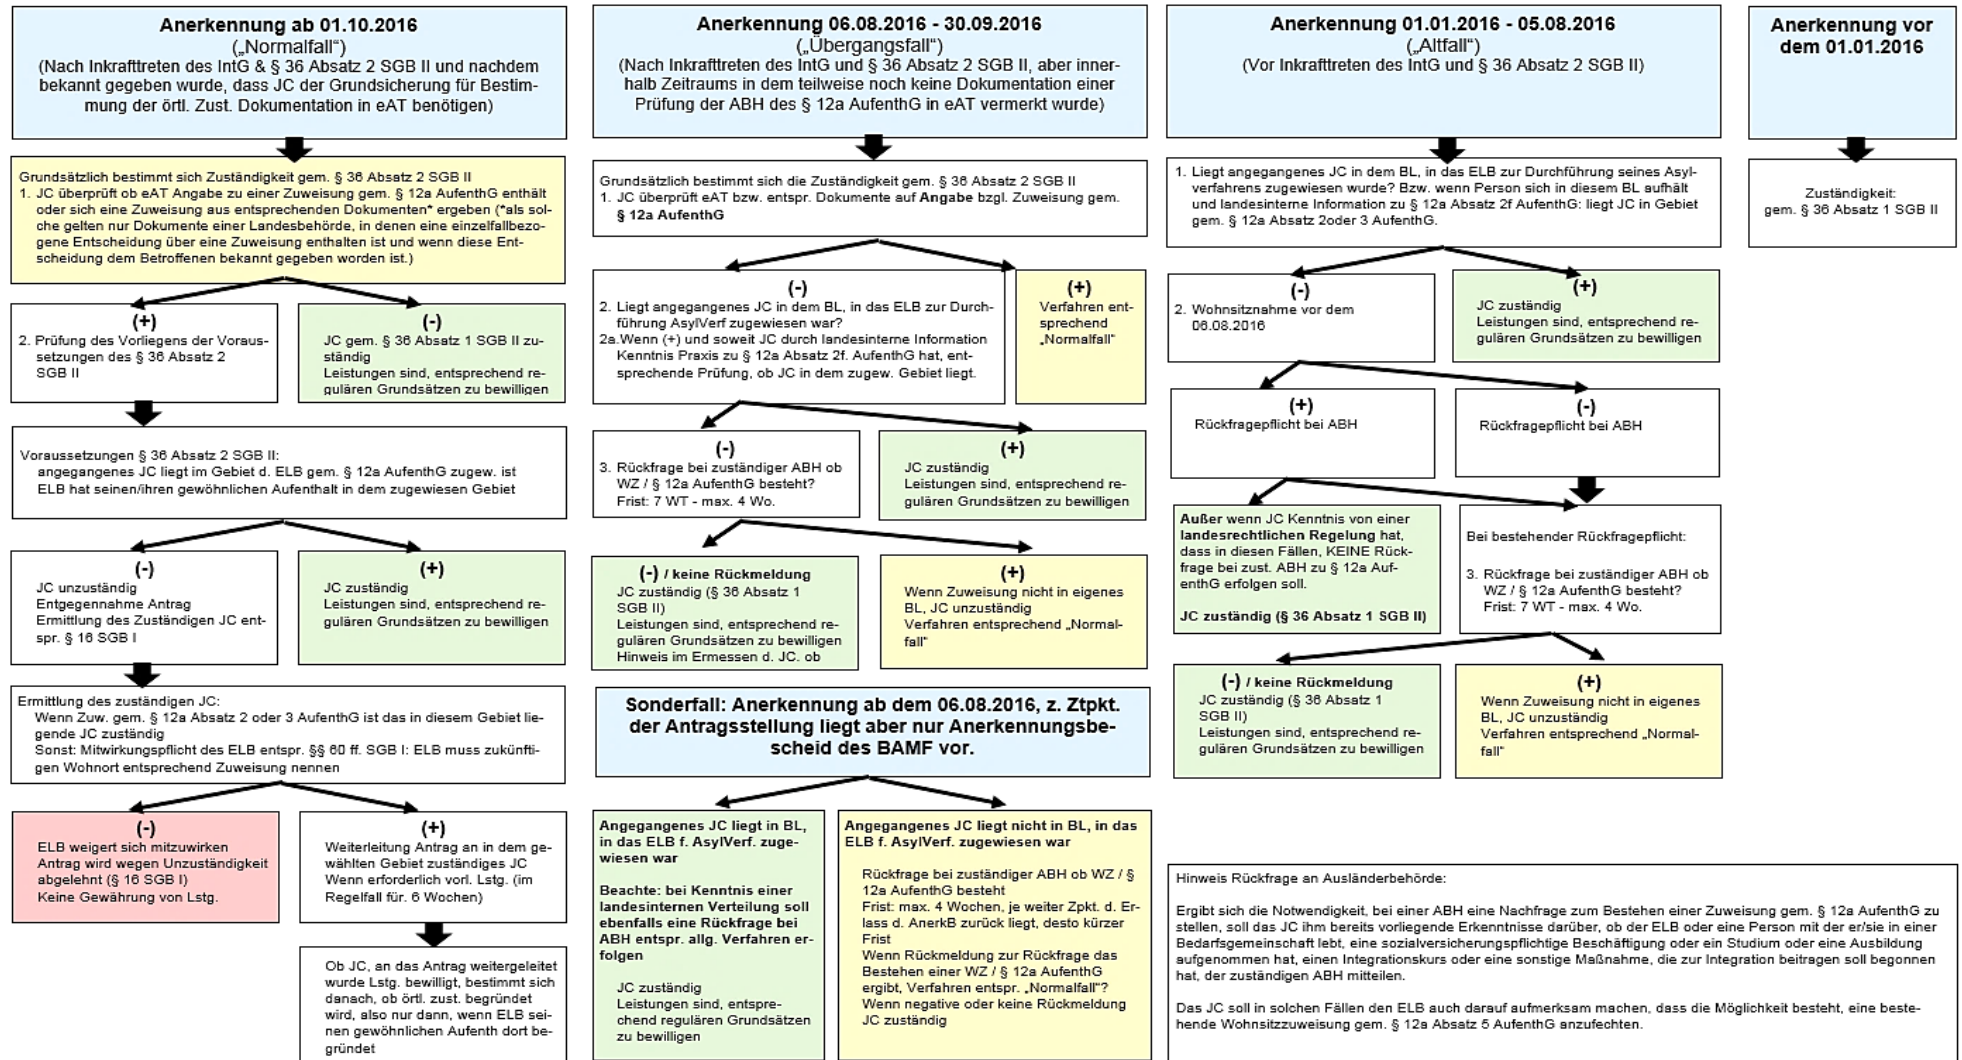 Anerkennung ab 01.10.2016
(„Normalfall“)
(Nach Inkrafttreten des IntG & § 36 Absatz 2 SGB II und nachdem
bekannt gegeben wurde, dass JC der Grundsicherung für Bestim-
mung der örtl. Zust. Dokumentation in eAT benötigen)
Grundsätzlich bestimmt sich Zuständigkeit gem. § 36 Absatz 2 SGB II
1. JC überprüft ob eAT Angabe zu einer Zuweisung gem. § 12a AufenthG enthält
oder sich eine Zuweisung aus entsprechenden Dokumenten* ergeben (*als sol-
che gelten nur Dokumente einer Landesbehörde, in denen eine einzelfallbezo-
gene Entscheidung über eine Zuweisung enthalten ist und wenn diese Ent-
scheidung dem Betroffenen bekannt gegeben worden ist.)
(+)
2. Prüfung des Vorliegens der Voraus-
setzungen des § 36 Absatz 2
SGB II
(-)
JC gem. § 36 Absatz 1 SGB II zu-
ständig
Leistungen sind, entsprechend re-
gulären Grundsätzen zu bewilligen
Voraussetzungen § 36 Absatz 2 SGB II:
angegangenes JC liegt im Gebiet d. ELB gem. § 12a AufenthG zugew. ist
ELB hat seinen/ihren gewöhnlichen Aufenthalt in dem zugewiesen Gebiet
(-)
JC unzuständig
Entgegennahme Antrag
Ermittlung des Zuständigen JC ent-
spr. § 16 SGB I
(+)
JC zuständig
Leistungen sind, entsprechend re-
gulären Grundsätzen zu bewilligen
Ermittlung des zuständigen JC:
Wenn Zuw. gem. § 12a Absatz 2 oder 3 AufenthG ist das in diesem Gebiet lie-
gende JC zuständig
Sonst: Mitwirkungspflicht des ELB entspr. §§ 60 ff. SGB I: ELB muss zukünfti-
gen Wohnort entsprechend Zuweisung nennen
(-)
ELB weigert sich mitzuwirken
Antrag wird wegen Unzuständigkeit
abgelehnt (§ 16 SGB I)
Keine Gewährung von Lstg.
(+)
Weiterleitung Antrag an in dem ge-
wählten Gebiet zuständiges JC
Wenn erforderlich vorl. Lstg. (im
Regelfall für. 6 Wochen)
Ob JC, an das Antrag weitergeleitet
wurde Lstg. bewilligt, bestimmt sich
danach, ob örtl. zust. begründet
wird, also nur dann, wenn ELB sei-
nen gewöhnlichen Aufenth dort be-
gründet
Anerkennung 06.08.2016 - 30.09.2016
(„Übergangsfall“)
(Nach Inkrafttreten des IntG und § 36 Absatz 2 SGB II, aber inner-
halb Zeitraums in dem teilweise noch keine Dokumentation einer
Prüfung der ABH des § 12a AufenthG in eAT vermerkt wurde)
Grundsätzlich bestimmt sich die Zuständigkeit gem. § 36 Absatz 2 SGB II
1. JC überprüft eAT bzw. entspr. Dokumente auf Angabe bzgl. Zuweisung gem.
§ 12a AufenthG
(-)
2. Liegt angegangenes JC in dem BL, in das ELB zur Durch-
führung AsylVerf zugewiesen war?
2a.Wenn (+) und soweit JC durch landesinterne Information
Kenntnis Praxis zu § 12a Absatz 2f. AufenthG hat, ent-
sprechende Prüfung, ob JC in dem zugew. Gebiet liegt.
(+)
Verfahren ent-
sprechend
„Normalfall“
(-)
3. Rückfrage bei zuständiger ABH ob
WZ / § 12a AufenthG besteht?
Frist: 7 WT - max. 4 Wo.
(+)
JC zuständig
Leistungen sind, entsprechend re-
gulären Grundsätzen zu bewilligen
(-) / keine Rückmeldung
JC zuständig (§ 36 Absatz 1
SGB II)
Leistungen sind, entsprechend re-
gulären Grundsätzen zu bewilligen
Hinweis im Ermessen d. JC. ob
(+)
Wenn Zuweisung nicht in eigenes
BL, JC unzuständig
Verfahren entsprechend „Normal-
fall“
Sonderfall: Anerkennung ab dem 06.08.2016, z. Ztpkt.
der Antragsstellung liegt aber nur Anerkennungsbe-
scheid des BAMF vor.
Angegangenes JC liegt in BL,
in das ELB f. AsylVerf. zuge-
wiesen war
Beachte: bei Kenntnis einer
landesinternen Verteilung soll
ebenfalls eine Rückfrage bei
ABH entspr. allg. Verfahren er-
folgen
JC zuständig
Leistungen sind, entspre-
chend regulären Grundsätzen
zu bewilligen
Angegangenes JC liegt nicht in BL, in das
ELB f. AsylVerf. zugewiesen war
Rückfrage bei zuständiger ABH ob WZ / §
12a AufenthG besteht
Frist: max. 4 Wochen, je weiter Zpkt. d. Er-
lass d. AnerkB zurück liegt, desto kürzer
Frist
Wenn Rückmeldung zur Rückfrage das
Bestehen einer WZ / § 12a AufenthG
ergibt, Verfahren entspr. „Normalfall“?
Wenn negative oder keine Rückmeldung
JC zuständig
Anerkennung 01.01.2016 - 05.08.2016
(„Altfall“)
(Vor Inkrafttreten des IntG und § 36 Absatz 2 SGB II)
1. Liegt angegangenes JC in dem BL, in das ELB zur Durchführung seines Asyl-
verfahrens zugewiesen wurde? Bzw. wenn Person sich in diesem BL aufhält
und landesinterne Information zu § 12a Absatz 2f AufenthG: liegt JC in Gebiet
gem. § 12a Absatz 2oder 3 AufenthG.
(-)
2. Wohnsitznahme vor dem
06.08.2016
(+)
JC zuständig
Leistungen sind, entsprechend re-
gulären Grundsätzen zu bewilligen
(+)
Rückfragepflicht bei ABH
(-)
Rückfragepflicht bei ABH
Außer wenn JC Kenntnis von einer
landesrechtlichen Regelung hat,
dass in diesen Fällen, KEINE Rück-
frage bei zust. ABH zu § 12a Auf-
enthG erfolgen soll.
JC zuständig (§ 36 Absatz 1 SGB II)
Bei bestehender Rückfragepflicht:
3. Rückfrage bei zuständiger ABH ob
WZ / § 12a AufenthG besteht?
Frist: 7 WT - max. 4 Wo.
(-) / keine Rückmeldung
JC zuständig (§ 36 Absatz 1
SGB II)
Leistungen sind, entsprechend re-
gulären Grundsätzen zu bewilligen
(+)
Wenn Zuweisung nicht in eigenes
BL, JC unzuständig
Verfahren entsprechend „Normal-
fall“
Anerkennung vor
dem 01.01.2016
Zuständigkeit:
gem. § 36 Absatz 1 SGB II
Hinweis Rückfrage an Ausländerbehörde:
Ergibt sich die Notwendigkeit, bei einer ABH eine Nachfrage zum Bestehen einer Zuweisung gem. § 12a AufenthG zu
stellen, soll das JC ihm bereits vorliegende Erkenntnisse darüber, ob der ELB oder eine Person mit der er/sie in einer
Bedarfsgemeinschaft lebt, eine sozialversicherungspflichtige Beschäftigung oder ein Studium oder eine Ausbildung
aufgenommen hat, einen Integrationskurs oder eine sonstige Maßnahme, die zur Integration beitragen soll begonnen
hat, der zuständigen ABH mitteilen.
Das JC soll in solchen Fällen den ELB auch darauf aufmerksam machen, dass die Möglichkeit besteht, eine beste-
hende Wohnsitzzuweisung gem. § 12a Absatz 5 AufenthG anzufechten.